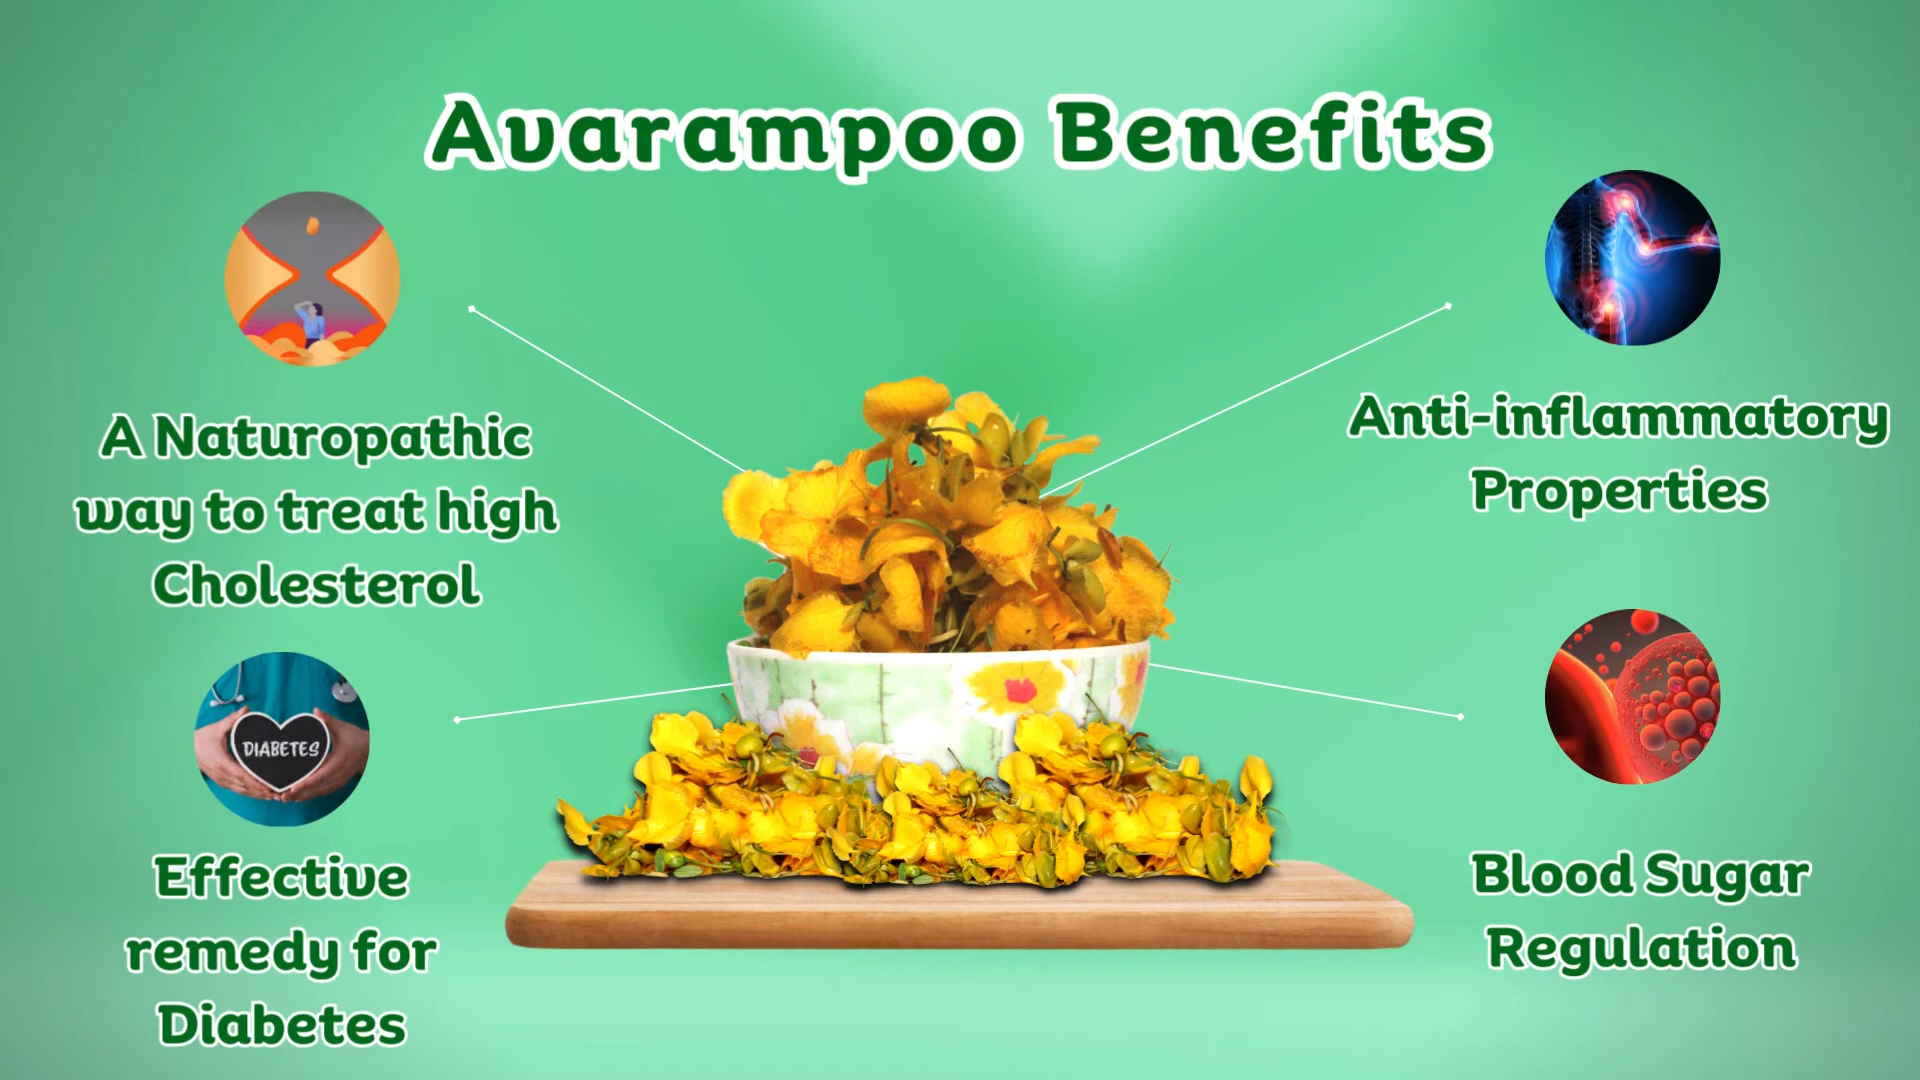 Avarampoo Benefits
A Naturopathic
way to treat high
Cholesterol
Anti-inflammatory
Properties
DIABETES
Effective
remedy for
Diabetes
Blood Sugar
Regulation